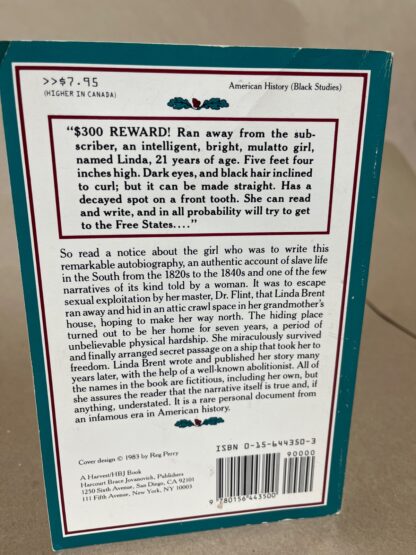 >>$7.95
(HIGHER IN CANADA)
American History (Black Studies)
“$300 REWARD! Ran away from the sub-
scriber, an intelligent, bright, mulatto girl,
named Linda, 21 years of age. Five feet four
inches high. Dark eyes, and black hair inclined
to curl; but it can be made straight. Has a
decayed spot on a front tooth. She can read
and write, and in all probability will try to get
to the Free States....”
So read a notice about the girl who was to write this
remarkable autobiography, an authentic account of slave life
in the South from the 1820s to the 1840s and one of the few
narratives of its kind told by a woman. It was to escape
sexual exploitation by her master, Dr. Flint, that Linda Brent
ran away and hid in an attic crawl space in her grandmother's
house, hoping to make her way north. The hiding place
turned out to be her home for seven years, a period of
unbelievable physical hardship. She miraculously survived
and finally arranged secret passage on a ship that took her to
freedom. Linda Brent wrote and published her story many
years later, with the help of a well-known abolitionist. All of
the names in the book are fictitious, including her own, but
she assures the reader that the narrative itself is true and, if
anything, understated. It is a rare personal document from
an infamous era in American history.
Cover design © 1983 by Reg Perry
A Harvest/HBJ Book
Harcourt Brace Jovanovich, Publishers
1250 Sixth Avenue, San Diego, CA 92101
111 Fifth Avenue, New York, NY 10003
ISBN 0-15-644350-3
90000
9 780156 443500